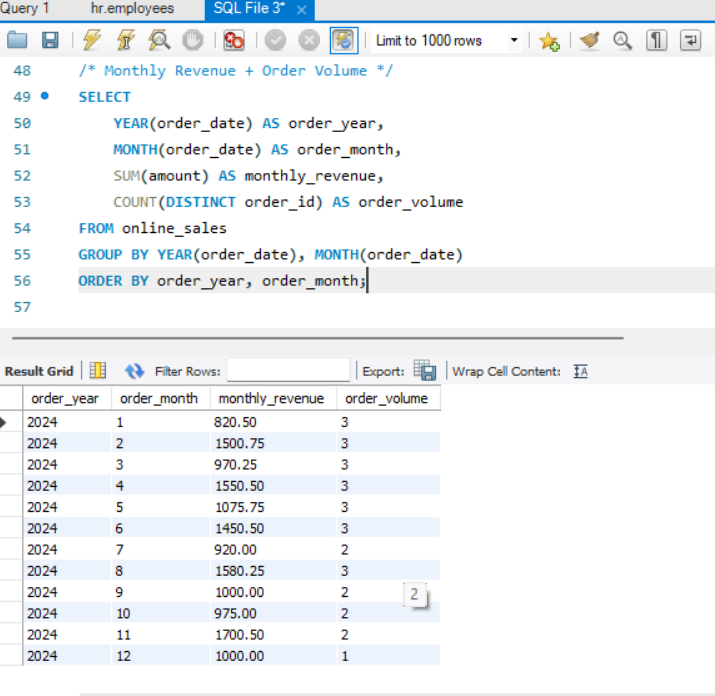 Query 1 hr.employees SQL File 3*
Limit to 1000 rows
48 /* Monthly Revenue + Order Volume */
49 SELECT
50 YEAR(order_date) AS order_year,
51 MONTH(order_date) AS order_month,
52 SUM(amount) AS monthly_revenue,
53 COUNT(DISTINCT order_id) AS order_volume
54 FROM online_sales
55 GROUP BY YEAR(order_date), MONTH(order_date)
56 ORDER BY order_year, order_month;
57
Result Grid Filter Rows: Export: Wrap Cell Content:
order_year order_month monthly_revenue order_volume
2024 1 820.50 3
2024 2 1500.75 3
2024 3 970.25 3
2024 4 1550.50 3
2024 5 1075.75 3
2024 6 1450.50 3
2024 7 920.00 2
2024 8 1580.25 3
2024 9 1000.00 2
2
2024 10 975.00 2
2024 11 1700.50 2
2024 12 1000.00 1